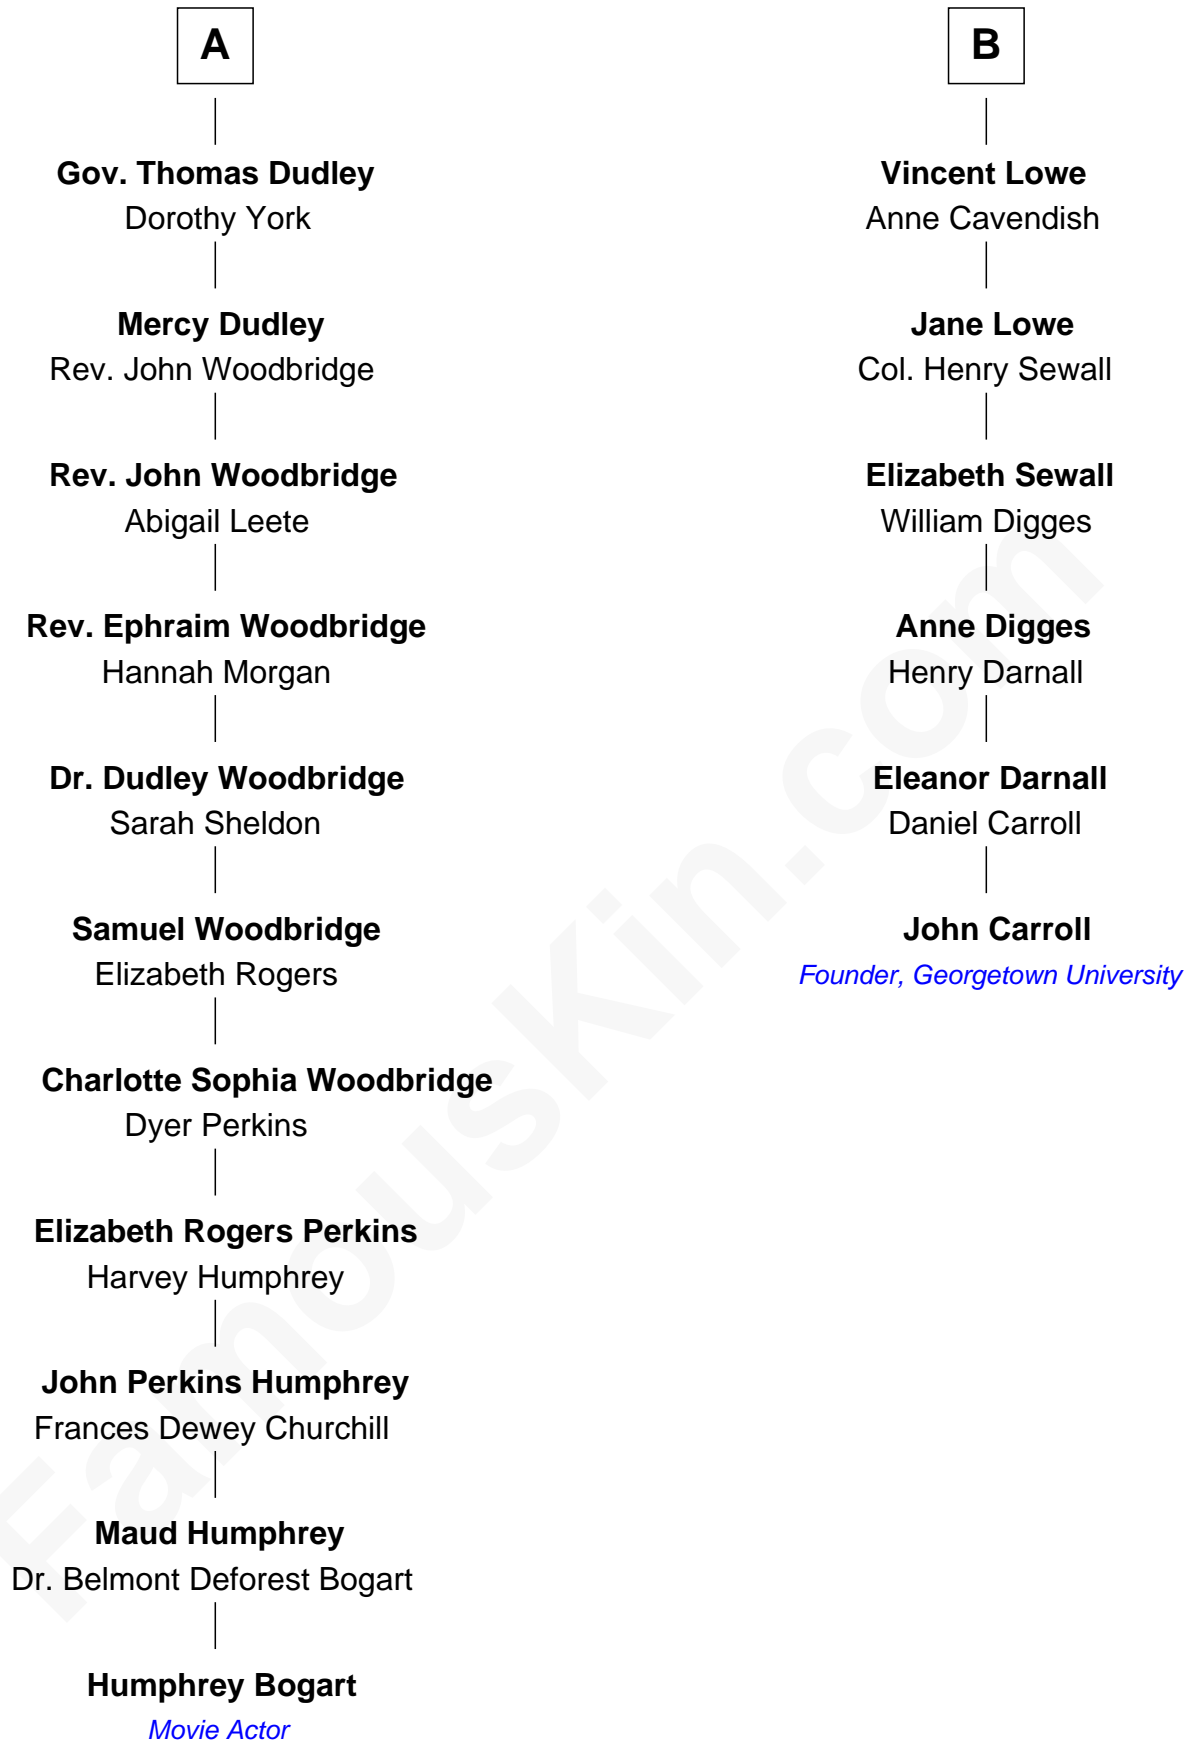 A
Gov. Thomas Dudley
Dorothy York
Mercy Dudley
Rev. John Woodbridge
Rev. John Woodbridge
Abigail Leete
Rev. Ephraim Woodbridge
Hannah Morgan
Dr. Dudley Woodbridge
Sarah Sheldon
Samuel Woodbridge
Elizabeth Rogers
Charlotte Sophia Woodbridge
Dyer Perkins
Elizabeth Rogers Perkins
Harvey Humphrey
John Perkins Humphrey
Frances Dewey Churchill
Maud Humphrey
Dr. Belmont Deforest Bogart
Humphrey Bogart
Movie Actor
B
Vincent Lowe
Anne Cavendish
Jane Lowe
Col. Henry Sewall
Elizabeth Sewall
William Digges
Anne Digges
Henry Darnall
Eleanor Darnall
Daniel Carroll
John Carroll
Founder, Georgetown University
FamousKin.com